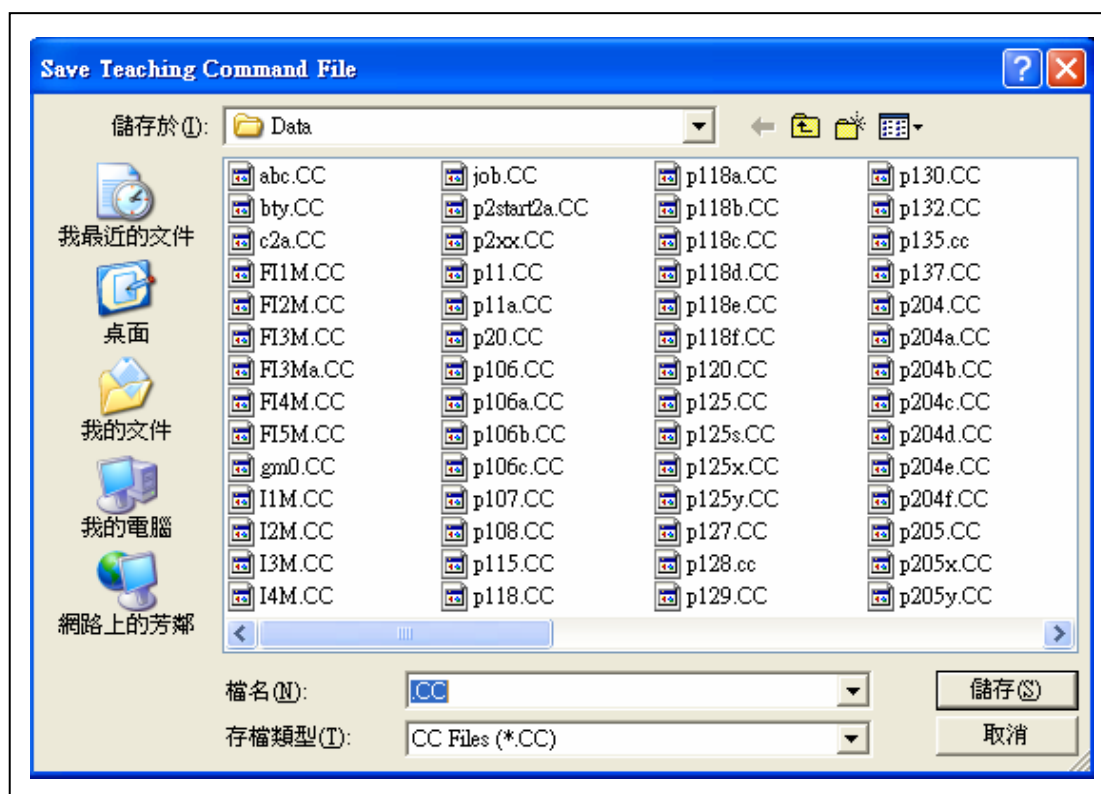 Save Teaching Command File
儲存於(I): Data
我最近的文件
桌面
我的文件
我的電腦
網路上的芳鄰
abc.CC job.CC p118a.CC p130.CC
bty.CC p2start2a.CC p118b.CC p132.CC
c2a.CC p2xx.CC p118c.CC p135.cc
FI1M.CC p11.CC p118d.CC p137.CC
FI2M.CC p11a.CC p118e.CC p204.CC
FI3M.CC p20.CC p118f.CC p204a.CC
FI3Ma.CC p106.CC p120.CC p204b.CC
FI4M.CC p106a.CC p125.CC p204c.CC
FI5M.CC p106b.CC p125s.CC p204d.CC
gm0.CC p106c.CC p125x.CC p204e.CC
I1M.CC p107.CC p125y.CC p204f.CC
I2M.CC p108.CC p127.CC p205.CC
I3M.CC p115.CC p128.cc p205x.CC
I4M.CC p118.CC p129.CC p205y.CC
檔名(N): .CC 儲存(S)
存檔類型(T): CC Files (*.CC) 取消